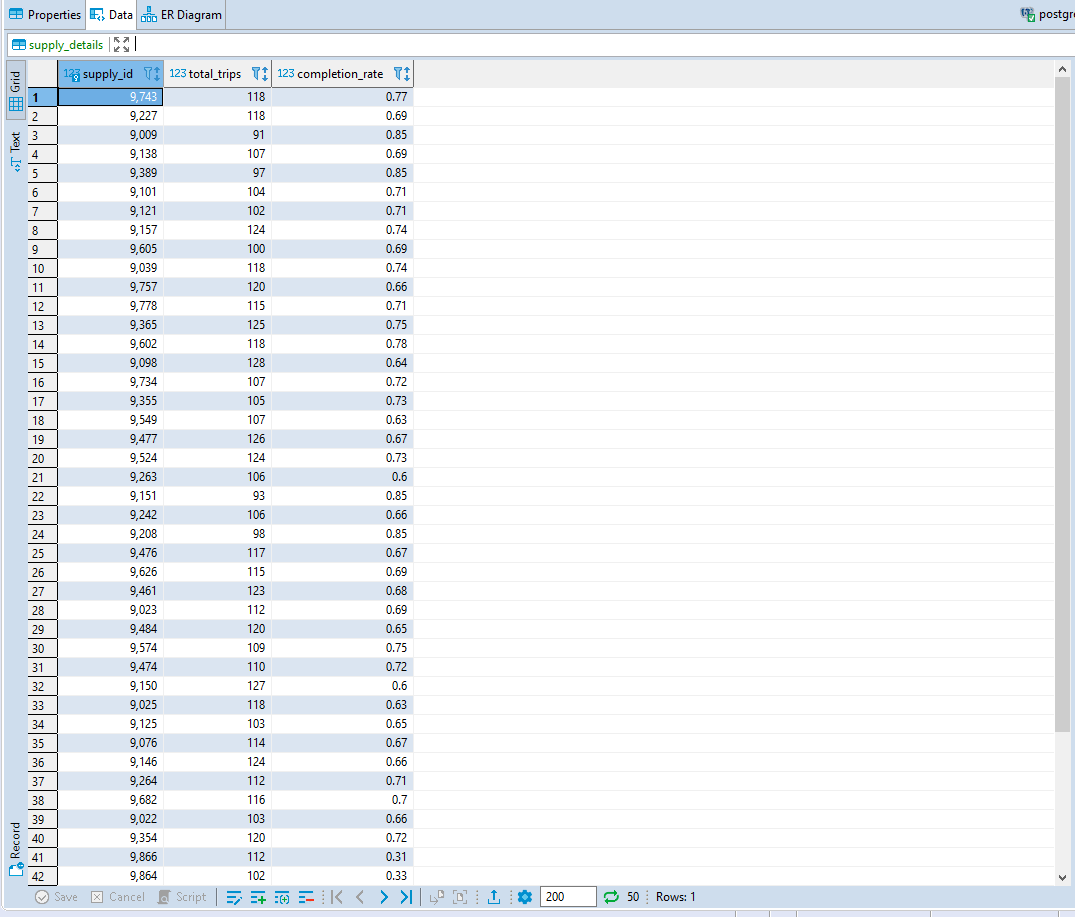 Properties Data ER Diagram postgr
supply_details
Grid
Text
Record
123 supply_id 123 total_trips 123 completion_rate
1 9,743 118 0.77
2 9,227 118 0.69
3 9,009 91 0.85
4 9,138 107 0.69
5 9,389 97 0.85
6 9,101 104 0.71
7 9,121 102 0.71
8 9,157 124 0.74
9 9,605 100 0.69
10 9,039 118 0.74
11 9,757 120 0.66
12 9,778 115 0.71
13 9,365 125 0.75
14 9,602 118 0.78
15 9,098 128 0.64
16 9,734 107 0.72
17 9,355 105 0.73
18 9,549 107 0.63
19 9,477 126 0.67
20 9,524 124 0.73
21 9,263 106 0.6
22 9,151 93 0.85
23 9,242 106 0.66
24 9,208 98 0.85
25 9,476 117 0.67
26 9,626 115 0.69
27 9,461 123 0.68
28 9,023 112 0.69
29 9,484 120 0.65
30 9,574 109 0.75
31 9,474 110 0.72
32 9,150 127 0.6
33 9,025 118 0.63
34 9,125 103 0.65
35 9,076 114 0.67
36 9,146 124 0.66
37 9,264 112 0.71
38 9,682 116 0.7
39 9,022 103 0.66
40 9,354 120 0.72
41 9,866 112 0.31
42 9,864 102 0.33
Save Cancel Script 200 50 Rows: 1